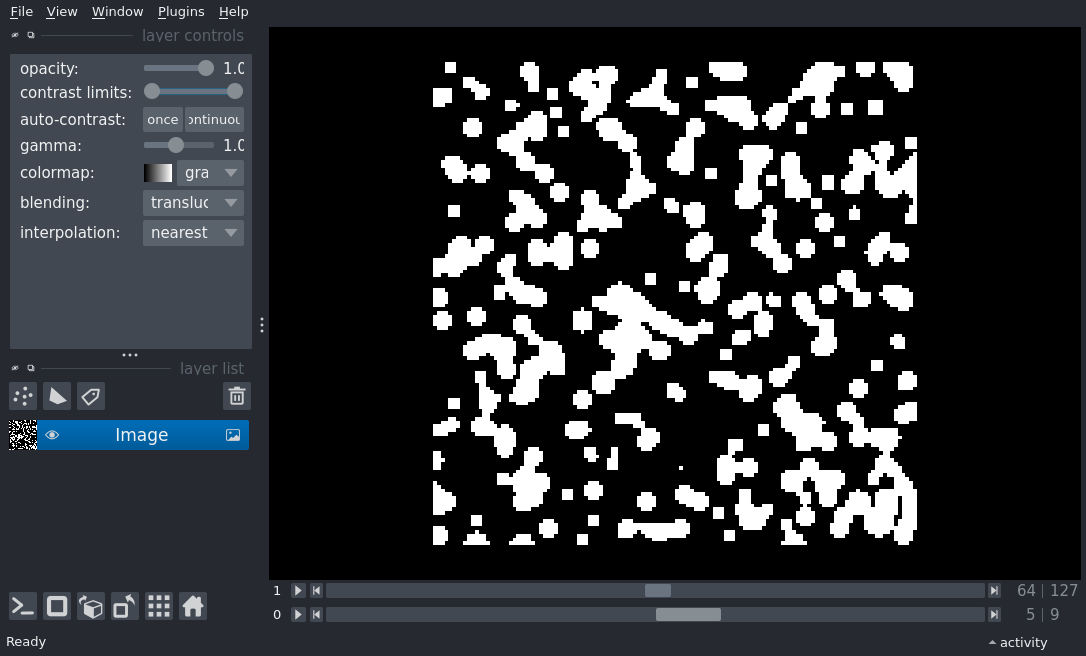 File View Window Plugins Help
layer controls
opacity: 1.0
contrast limits:
auto-contrast: once ontinuou
gamma: 1.0
colormap: gra
blending: transluc
interpolation: nearest
layer list
Image
1 64 | 127
0 5 | 9
Ready activity